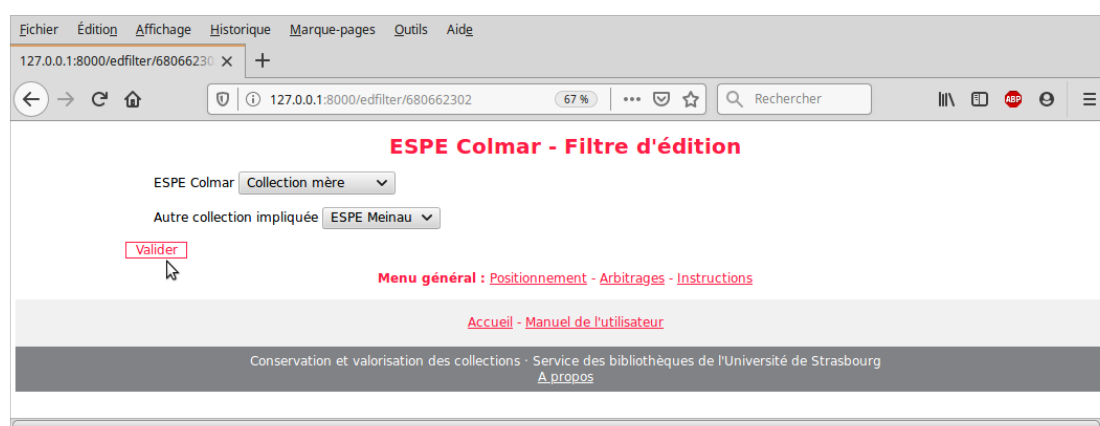 Fichier Édition Affichage Historique Marque-pages Outils Aide
127.0.0.1:8000/edfilter/68066230
127.0.0.1:8000/edfilter/680662302 67 % Rechercher ABP
ESPE Colmar - Filtre d'édition
ESPE Colmar Collection mère
Autre collection impliquée ESPE Meinau
Valider
Menu général : Positionnement - Arbitrages - Instructions
Accueil - Manuel de l'utilisateur
Conservation et valorisation des collections · Service des bibliothèques de l'Université de Strasbourg
A propos